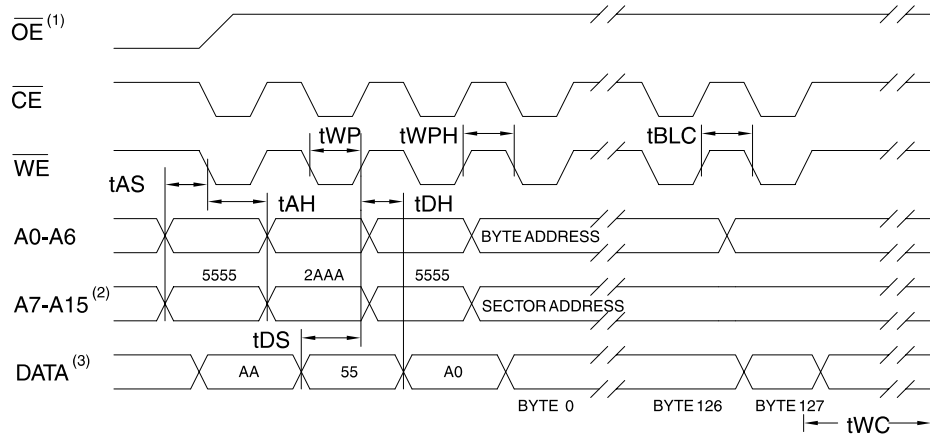 OE (1)
CE
tWP tWPH tBLC
WE
tAS tAH tDH
A0-A6 BYTE ADDRESS
5555 2AAA 5555
A7-A15 (2) SECTOR ADDRESS
tDS
DATA (3) AA 55 A0
BYTE 0 BYTE 126 BYTE 127
tWC